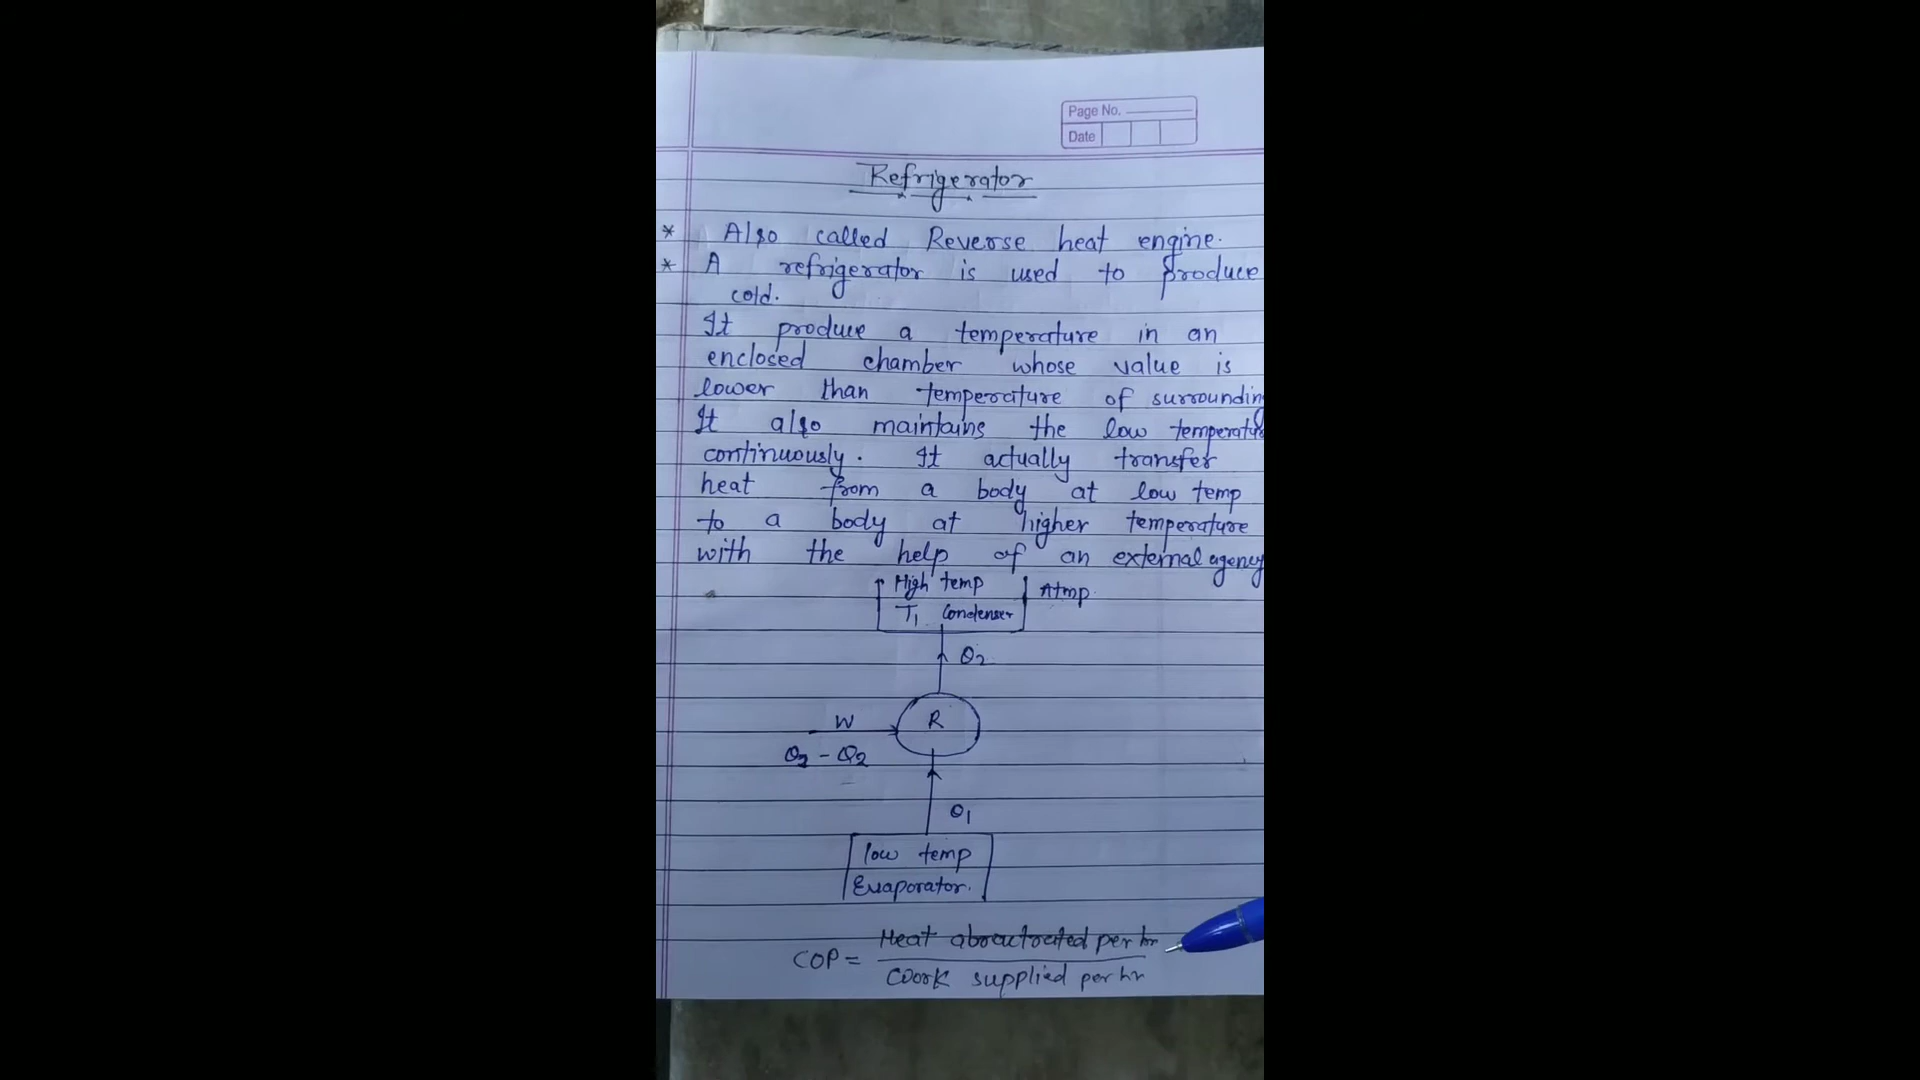 Page No.
Date
Refrigerator
* Also called Reverse heat engine.
* A refrigerator is used to produce
cold.
It produce a temperature in an
enclosed chamber whose value is
lower than temperature of surrounding
It also maintains the low temperatu
continuously. It actually transfer
heat from a body at low temp
to a body at higher temperature
with the help of an external agency
High temp Atmp.
T1 Condenser
Q2
W R
Q2 - Q2
Q1
low temp
Evaporator.
Heat per hr
COP =
Work supplied per hr